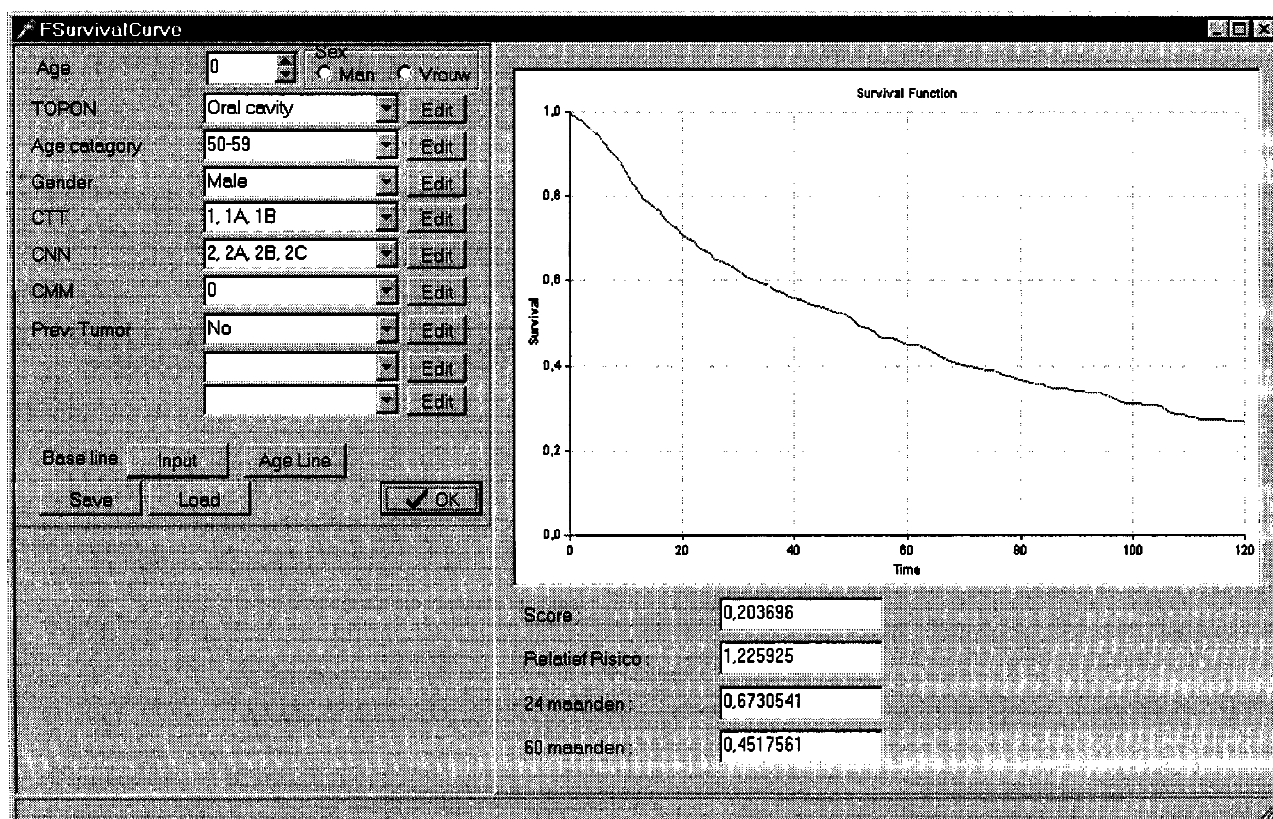 FSurvivalCurve
Age 0 Sex Man Vrouw
TOPON Oral cavity Edit
Age catagory 50-59 Edit
Gender Male Edit
CTT 1, 1A, 1B Edit
CNN 2, 2A, 2B, 2C Edit
CMM 0 Edit
Prev. Tumor No Edit
Edit
Edit
Baseline Input Age Line
Save Load OK
Survival Function
1,0
0,8
0,6
0,4
0,2
0,0
Survival
0 20 40 60 80 100 120
Time
Score : 0,203696
Relatief Risico : 1,225925
24 maanden : 0,6730541
60 maanden : 0,4517561